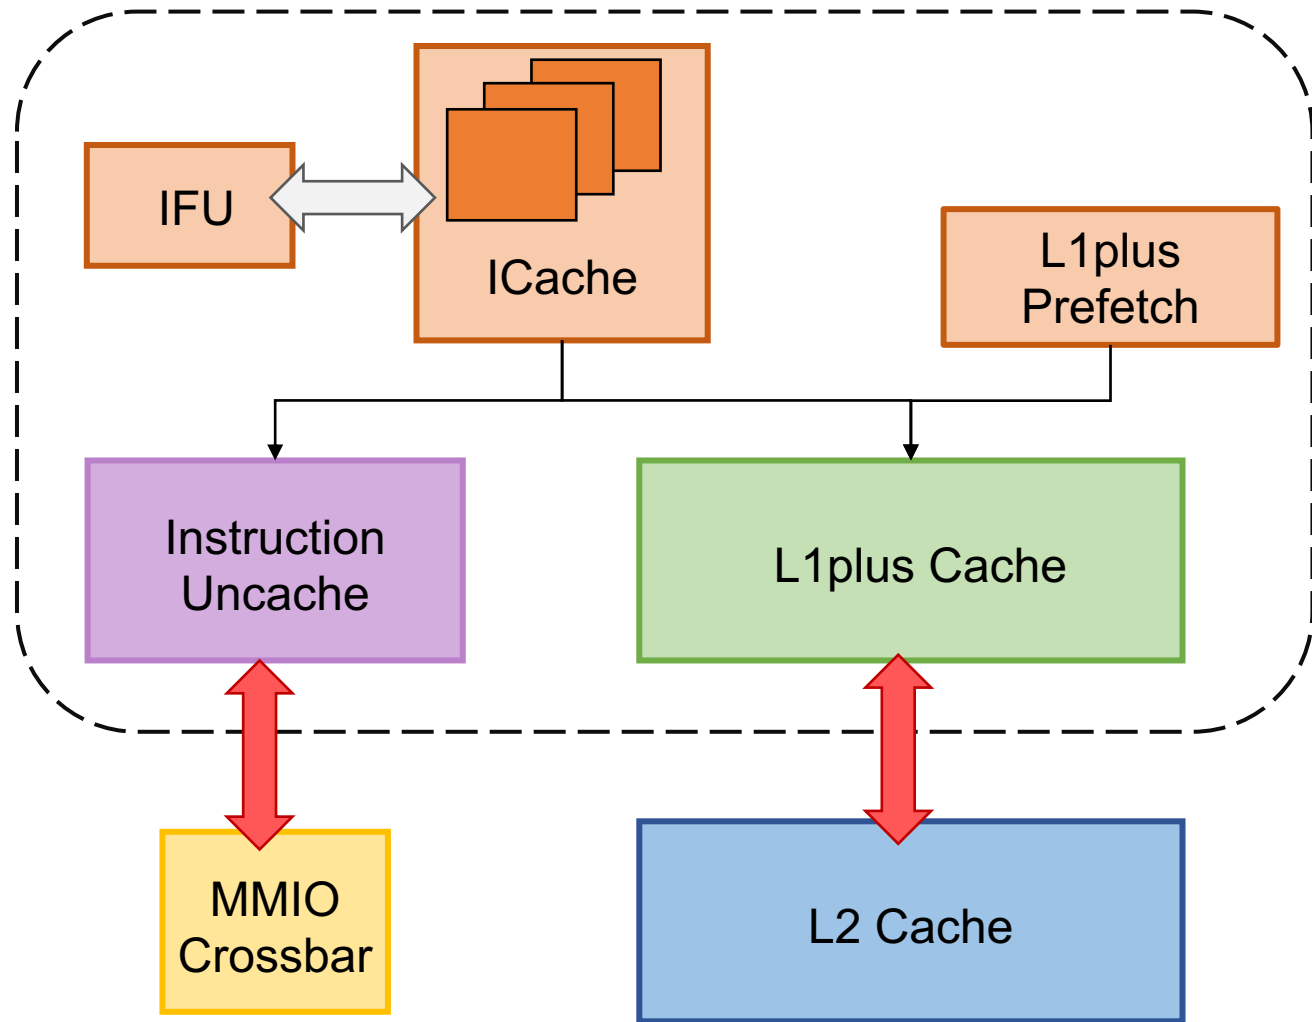 IFU
ICache
L1plus
Prefetch
Instruction
Uncache
L1plus Cache
MMIO
Crossbar
L2 Cache